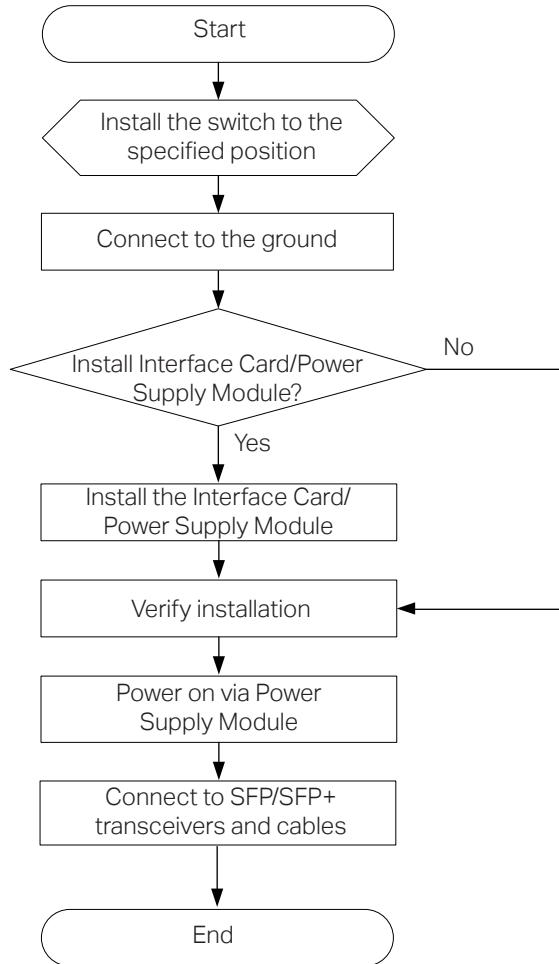 Start
Install the switch to the
specified position
Connect to the ground
Install Interface Card/Power
Supply Module?
No
Yes
Install the Interface Card/
Power Supply Module
Verify installation
Power on via Power
Supply Module
Connect to SFP/SFP+
transceivers and cables
End